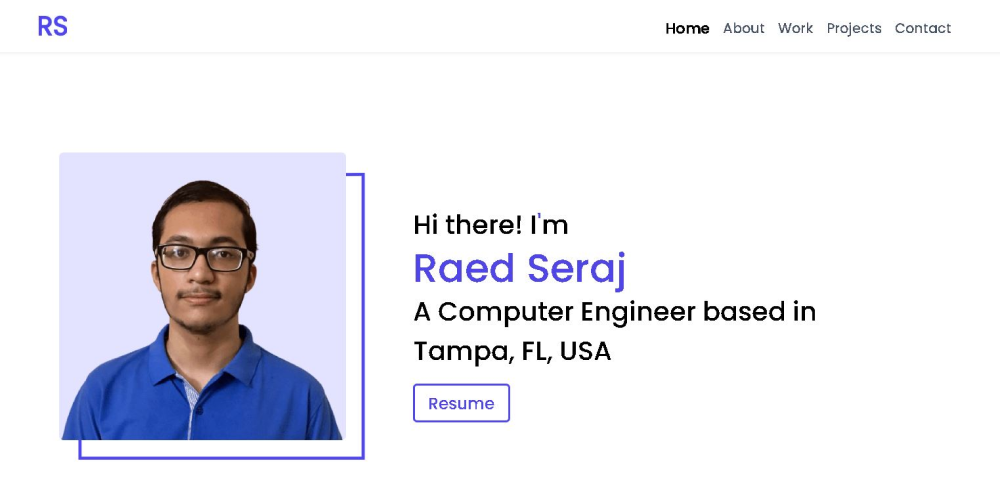 RS
Home About Work Projects Contact
Hi there! I'm
Raed Seraj
A Computer Engineer based in
Tampa, FL, USA
Resume